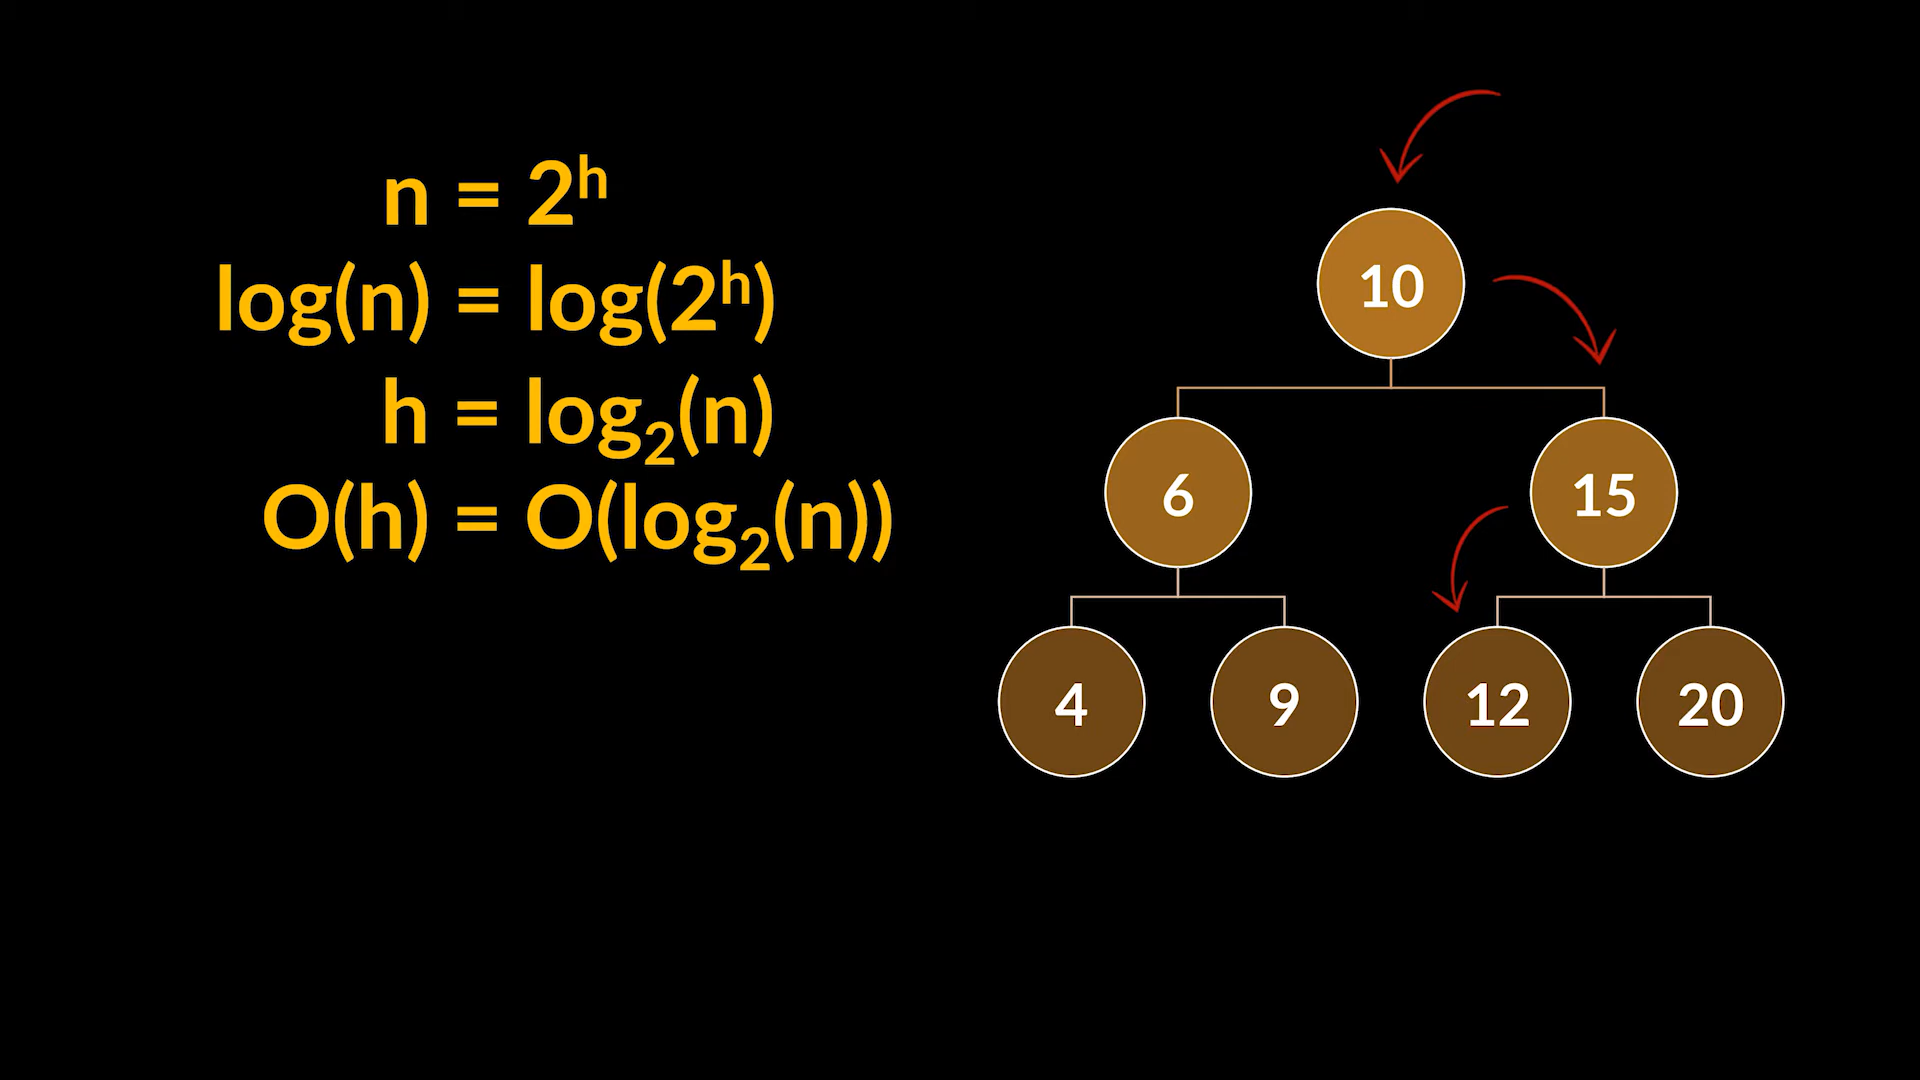 n = 2ʰ
log(n) = log(2ʰ)
h = log₂(n)
O(h) = O(log₂(n))
10
6
15
4
9
12
20